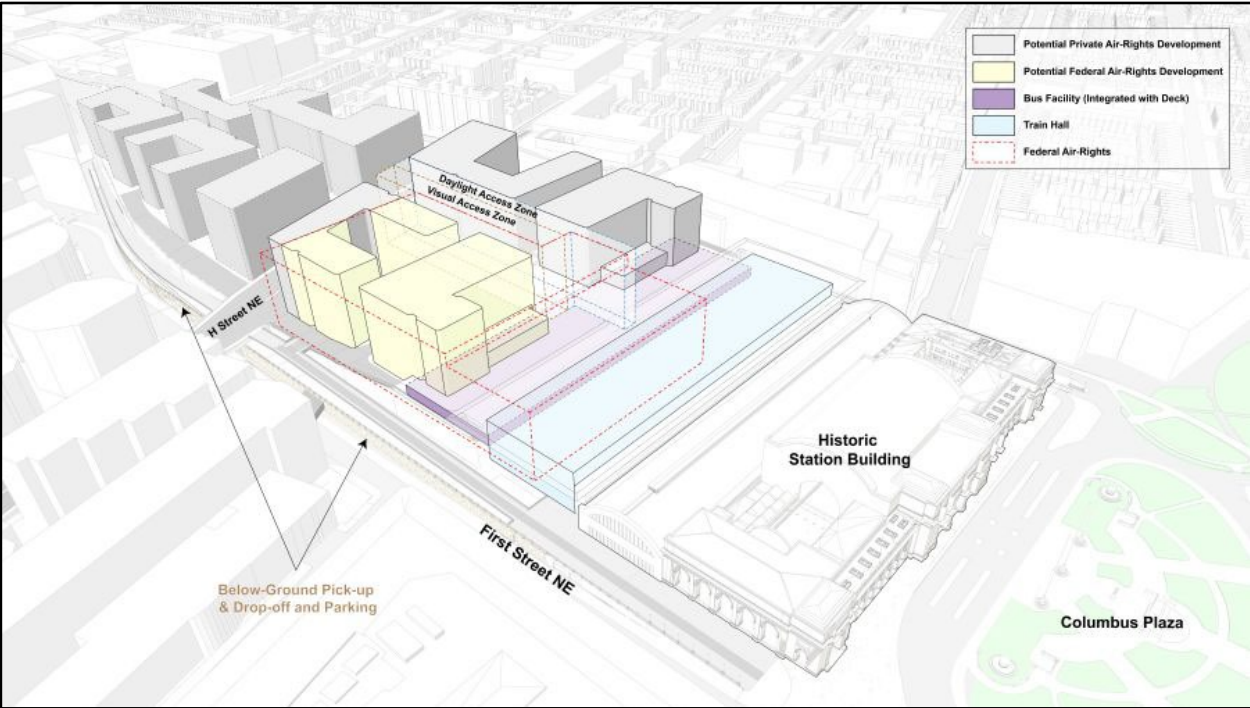 Potential Private Air-Rights Development
Potential Federal Air-Rights Development
Bus Facility (Integrated with Deck)
Train Hall
Federal Air-Rights
Daylight Access Zone
Visual Access Zone
H Street NE
Historic
Station Building
First Street NE
Below-Ground Pick-up
& Drop-off and Parking
Columbus Plaza